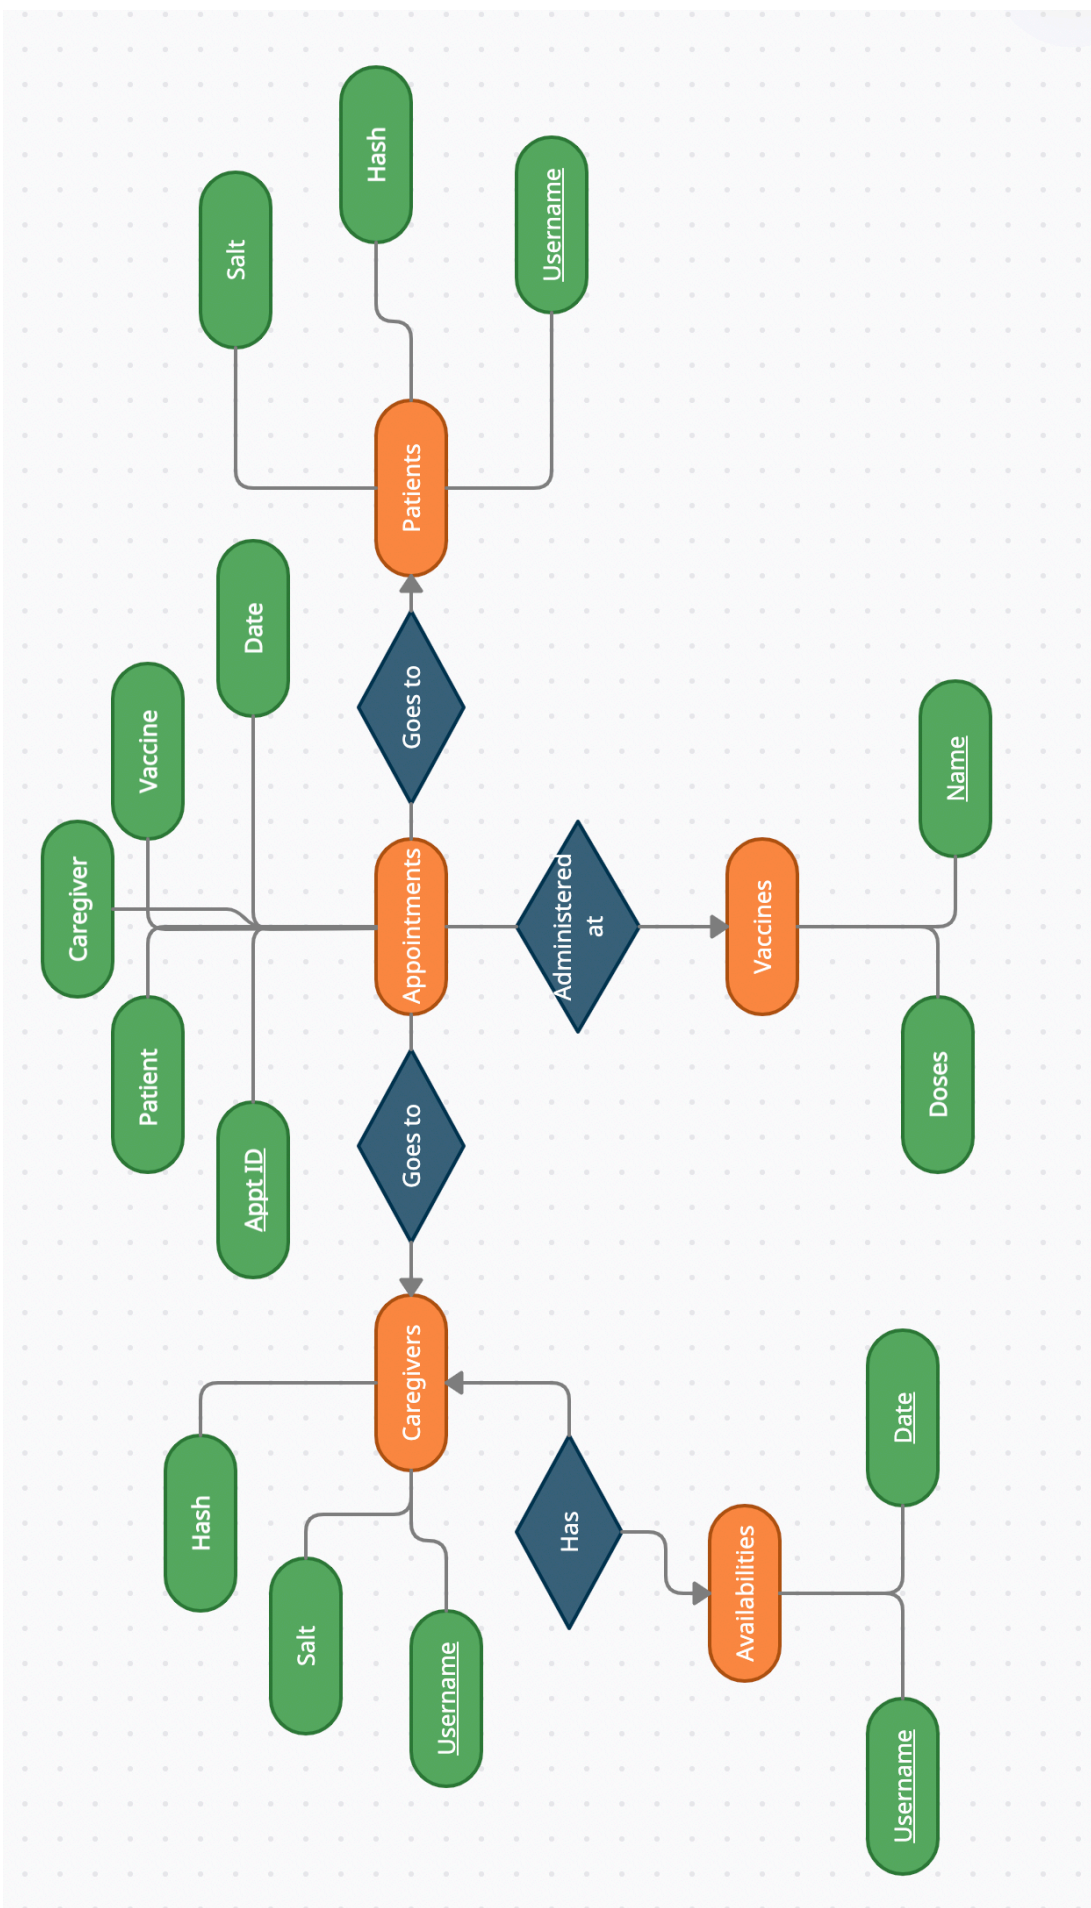 Caregiver
Patient
Vaccine
Hash
Salt
Appt ID
Date
Salt
Hash
Caregivers
Goes to
Appointments
Goes to
Patients
Username
Username
Has
Administered
at
Availabilities
Vaccines
Username
Date
Doses
Name